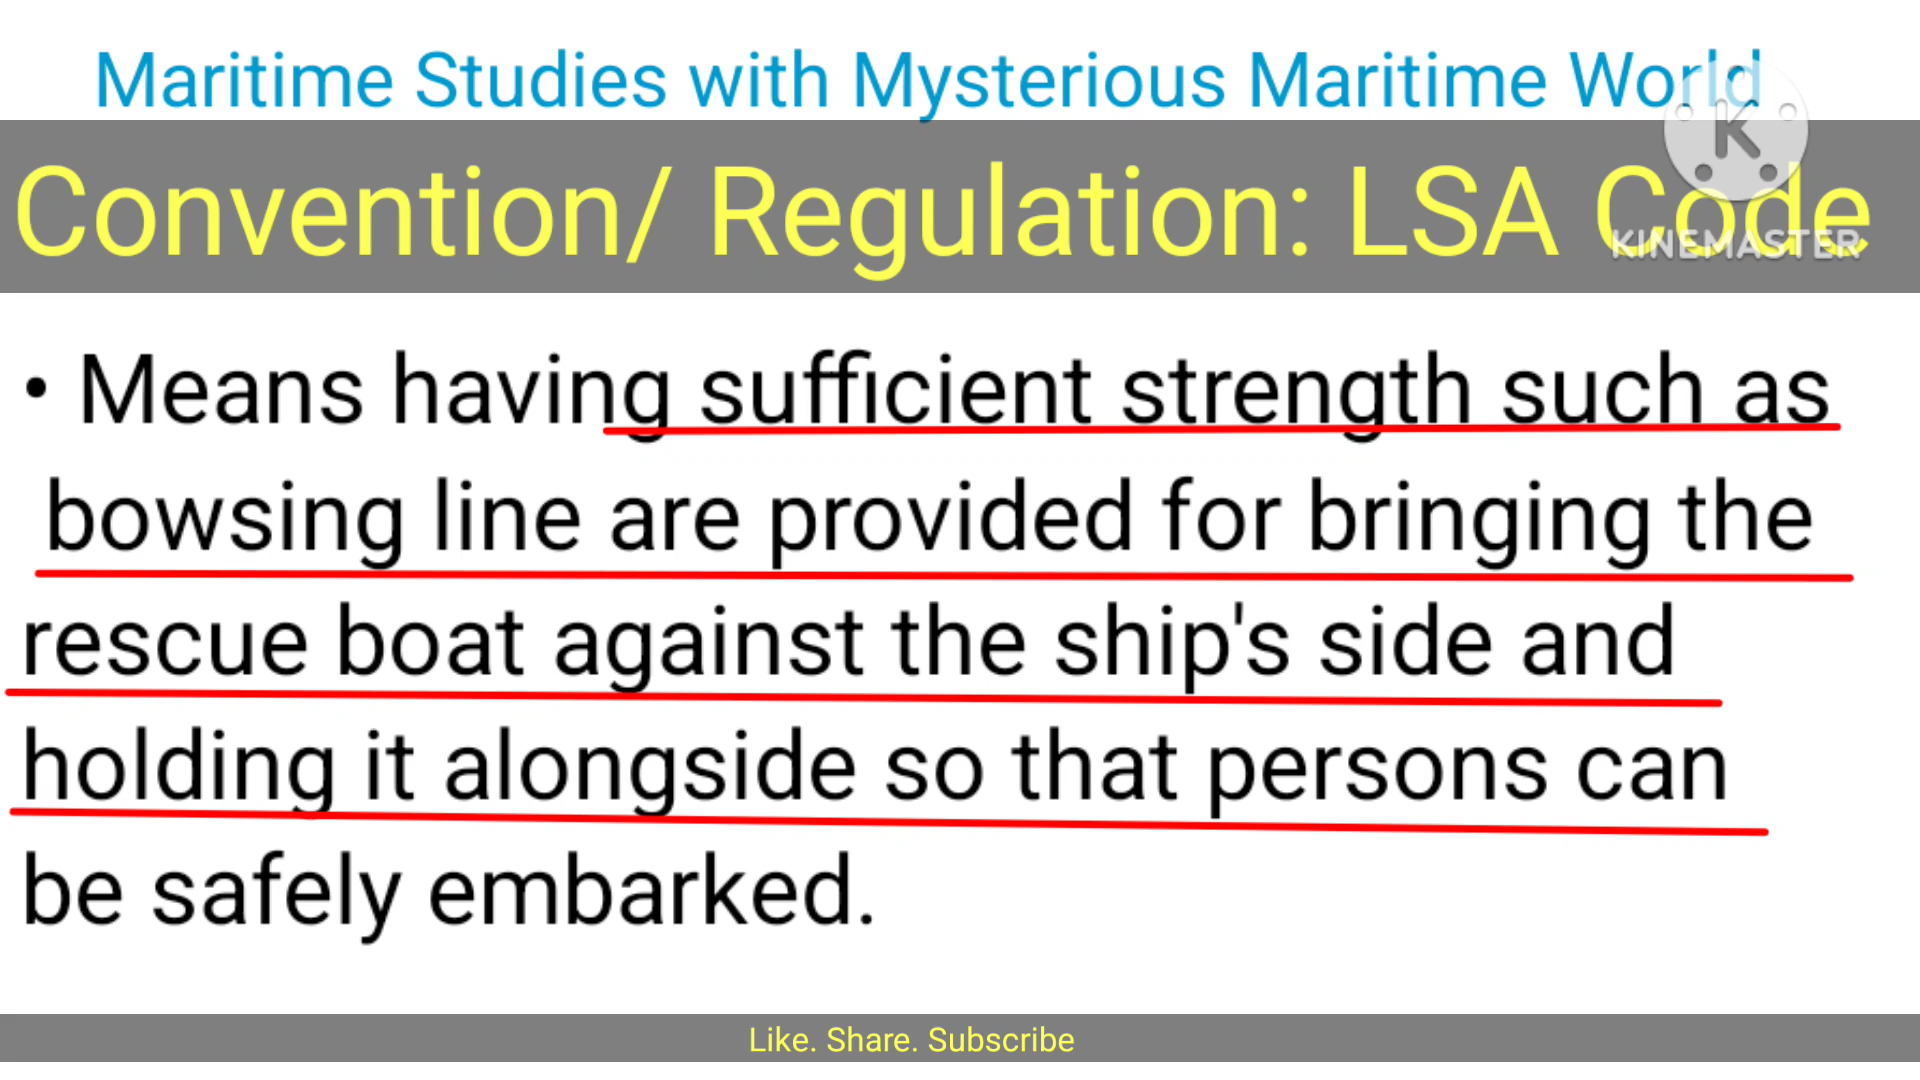 Maritime Studies with Mysterious Maritime World
K
Convention/ Regulation: LSA Code
KINEMASTER
• Means having sufficient strength such as
bowsing line are provided for bringing the
rescue boat against the ship's side and
holding it alongside so that persons can
be safely embarked.
Like. Share. Subscribe